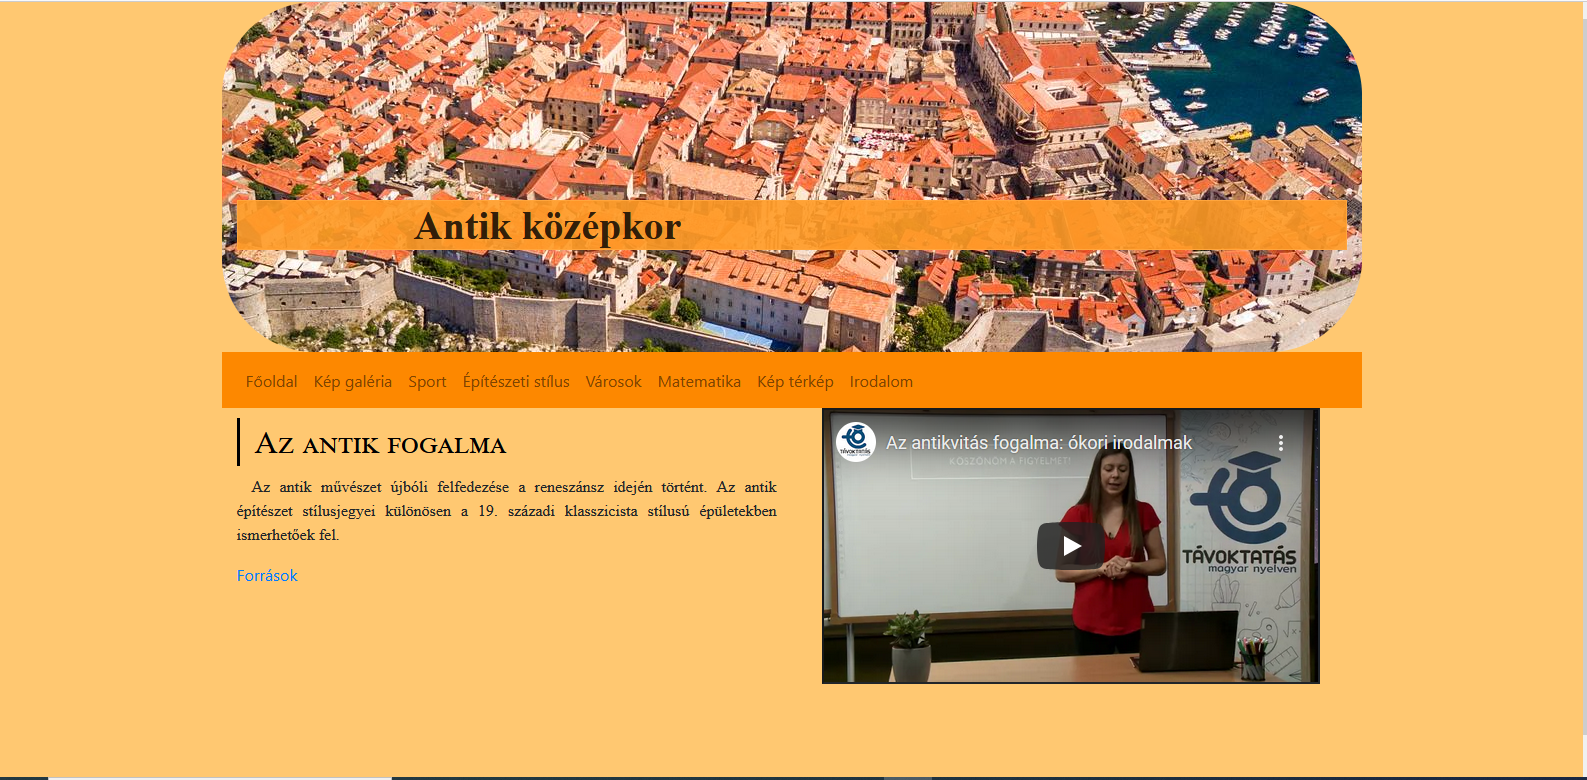 Antik középkor
Főoldal Kép galéria Sport Építészeti stílus Városok Matematika Kép térkép Irodalom
Az antik fogalma
Az antik művészet újbóli felfedezése a reneszánsz idején történt. Az antik
építészet stílusjegyei különösen a 19. századi klasszicista stílusú épületekben
ismerhetőek fel.
Források
Az antikvitás fogalma: ókori irodalmak
TÁVOKTATÁS
KÖSZÖNÖM A FIGYELMET!
TÁVOKTATÁS
magyar nyelven